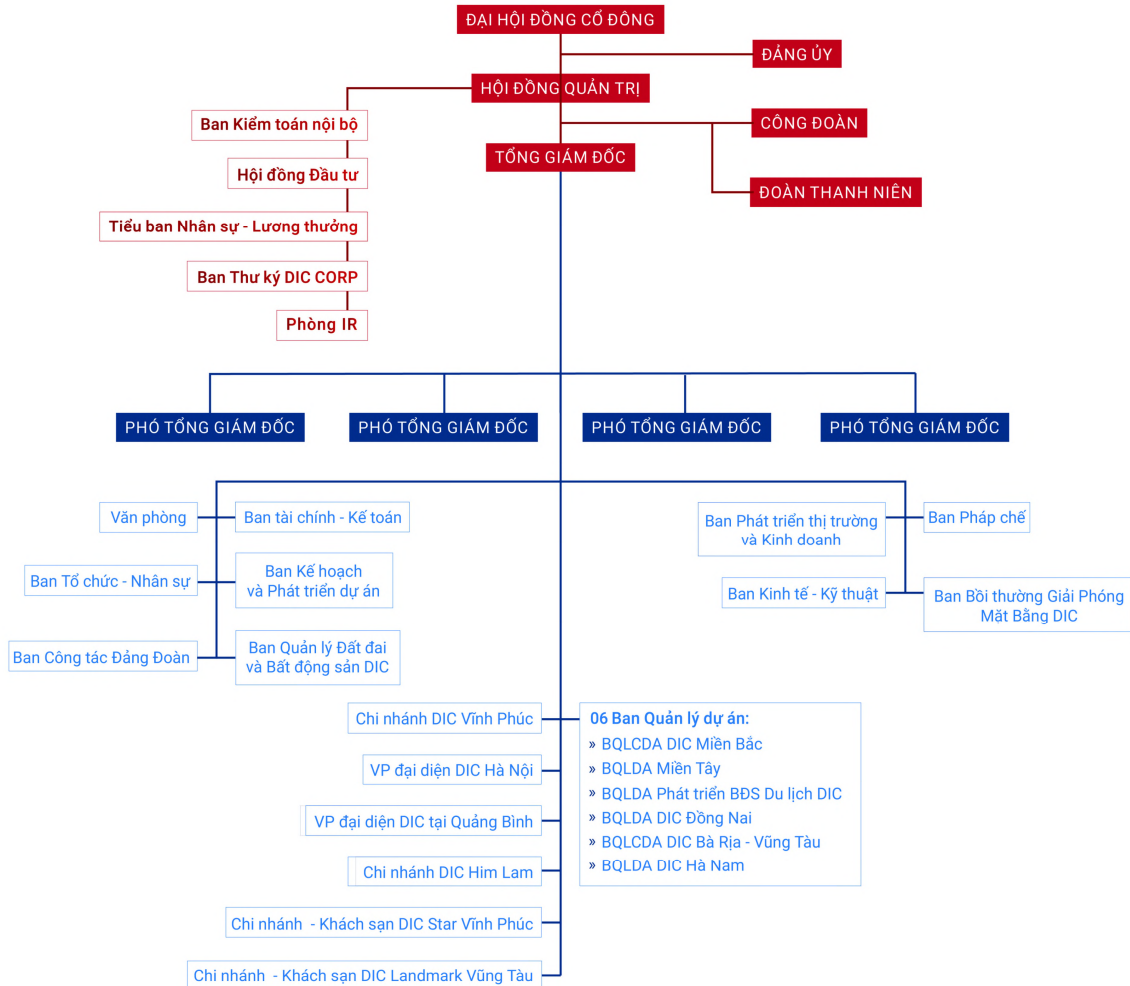 ĐẠI HỘI ĐỒNG CỔ ĐÔNG
ĐẢNG ỦY
HỘI ĐỒNG QUẢN TRỊ
CÔNG ĐOÀN
Ban Kiểm toán nội bộ
TỔNG GIÁM ĐỐC
Hội đồng Đầu tư
ĐOÀN THANH NIÊN
Tiểu ban Nhân sự - Lương thưởng
Ban Thư ký DIC CORP
Phòng IR
PHÓ TỔNG GIÁM ĐỐC
PHÓ TỔNG GIÁM ĐỐC
PHÓ TỔNG GIÁM ĐỐC
PHÓ TỔNG GIÁM ĐỐC
Văn phòng
Ban tài chính - Kế toán
Ban Phát triển thị trường
và Kinh doanh
Ban Pháp chế
Ban Tổ chức - Nhân sự
Ban Kế hoạch
và Phát triển dự án
Ban Kinh tế - Kỹ thuật
Ban Bồi thường Giải Phóng
Mặt Bằng DIC
Ban Công tác Đảng Đoàn
Ban Quản lý Đất đai
và Bất động sản DIC
Chi nhánh DIC Vĩnh Phúc
VP đại diện DIC Hà Nội
VP đại diện DIC tại Quảng Bình
Chi nhánh DIC Him Lam
Chi nhánh - Khách sạn DIC Star Vĩnh Phúc
Chi nhánh - Khách sạn DIC Landmark Vũng Tàu
06 Ban Quản lý dự án:
» BQLCDA DIC Miền Bắc
» BQLDA Miền Tây
» BQLDA Phát triển BĐS Du lịch DIC
» BQLDA DIC Đồng Nai
» BQLCDA DIC Bà Rịa - Vũng Tàu
» BQLDA DIC Hà Nam